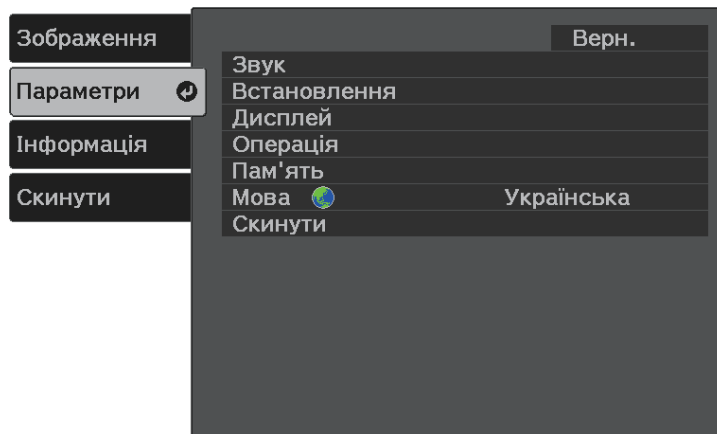 Зображення
Параметри
Інформація
Скинути
Верн.
Звук
Встановлення
Дисплей
Операція
Пам'ять
Мова Українська
Скинути